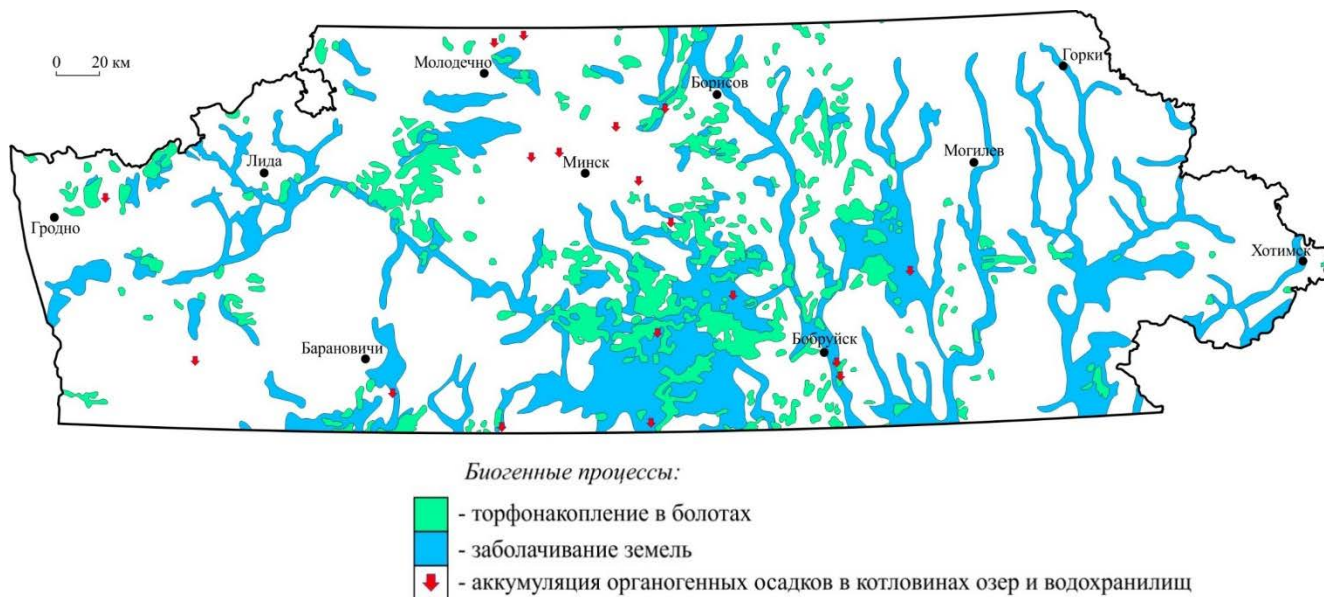 0 20 км
Молодечно
Горки
Борисов
Лида
Минск
Могилев
Гродно
Хотимск
Барановичи
Бобруйск
Биогенные процессы:
- торфонакопление в болотах
- заболачивание земель
- аккумуляция органогенных осадков в котловинах озер и водохранилищ